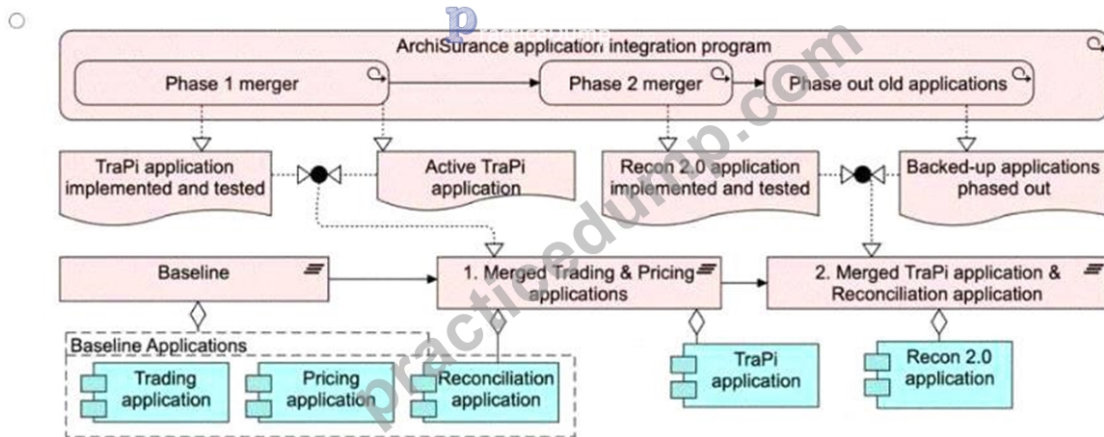 PracticeDump
ArchiSurance application integration program
Phase 1 merger
Phase 2 merger
Phase out old applications
TraPi application
implemented and tested
Active TraPi
application
Recon 2.0 application
implemented and tested
Backed-up applications
phased out
Baseline
1. Merged Trading & Pricing
applications
2. Merged TraPi application &
Reconciliation application
Baseline Applications
Trading
application
Pricing
application
Reconciliation
application
TraPi
application
Recon 2.0
application
practicedump.com